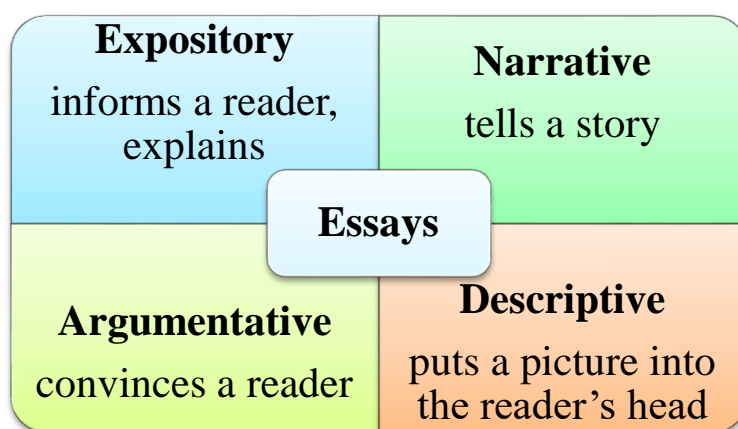 Expository
informs a reader,
explains
Narrative
tells a story
Essays
Argumentative
convinces a reader
Descriptive
puts a picture into
the reader’s head